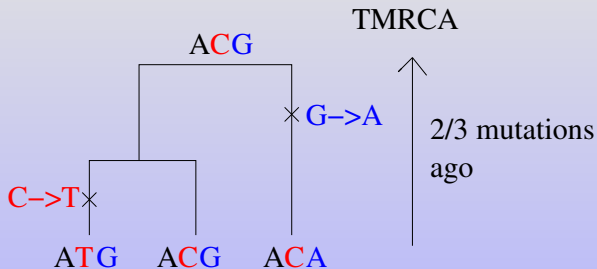 TMRCA
ACG
G->A
2/3 mutations
ago
C->T
ATG ACG ACA